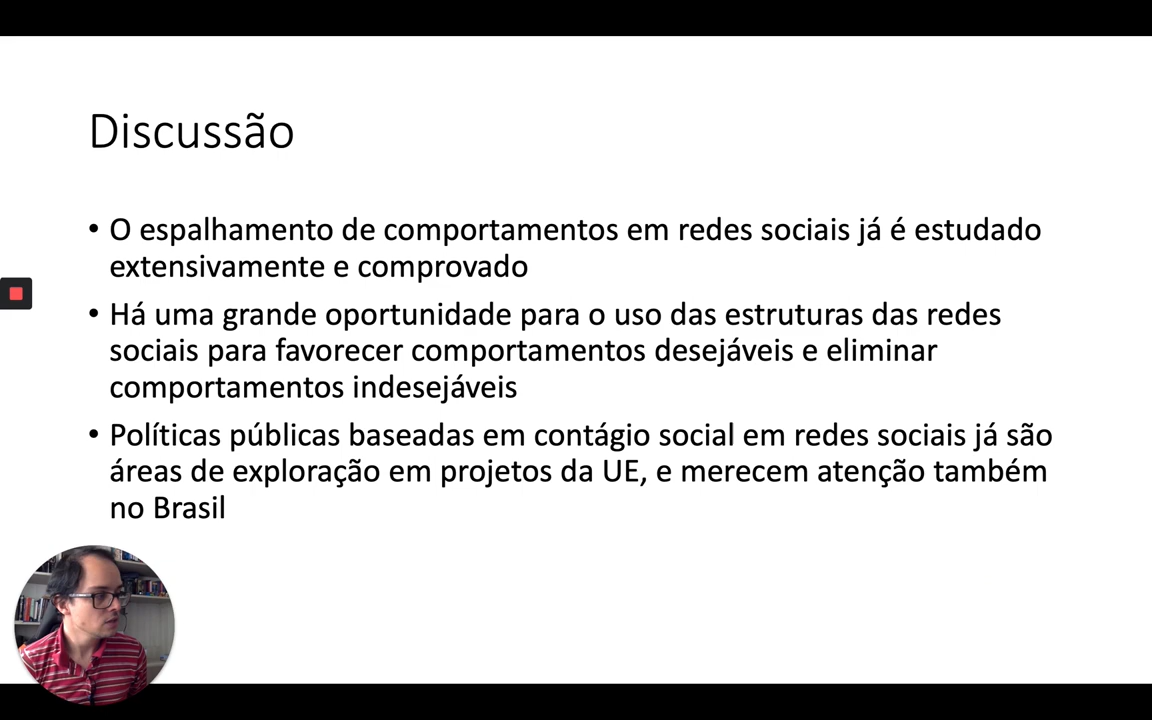 Discussão
• O espalhamento de comportamentos em redes sociais já é estudado
extensivamente e comprovado
• Há uma grande oportunidade para o uso das estruturas das redes
sociais para favorecer comportamentos desejáveis e eliminar
comportamentos indesejáveis
• Políticas públicas baseadas em contágio social em redes sociais já são
áreas de exploração em projetos da UE, e merecem atenção também
no Brasil